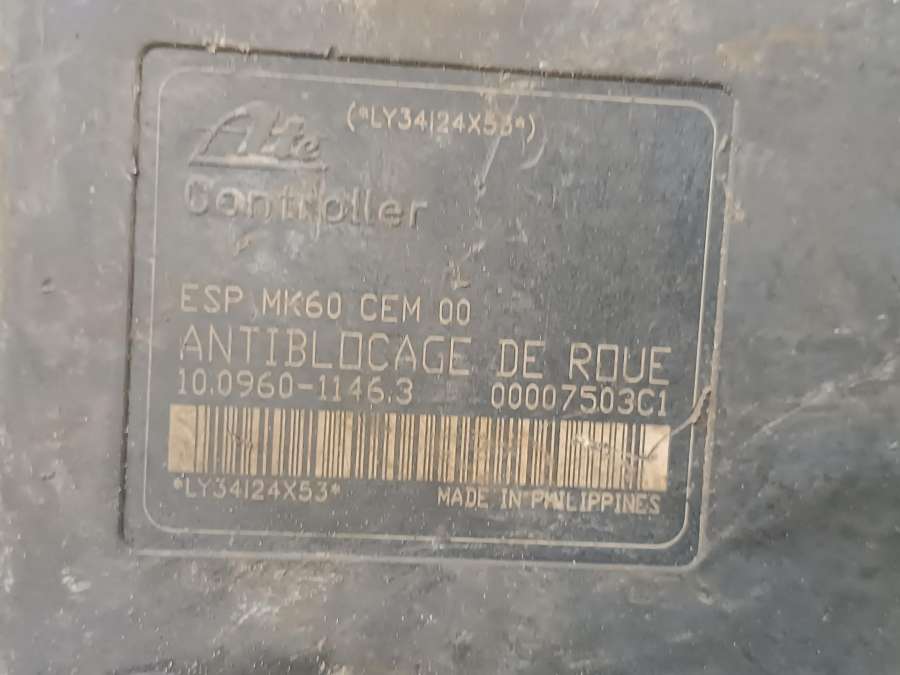 (*LY34124X53*)
Ate
Controller
ESP MK60 CEM 00
ANTIBLOCAGE DE ROUE
10.0960-1146.3 00007503C1
*LY34124X53* MADE IN PHILIPPINES